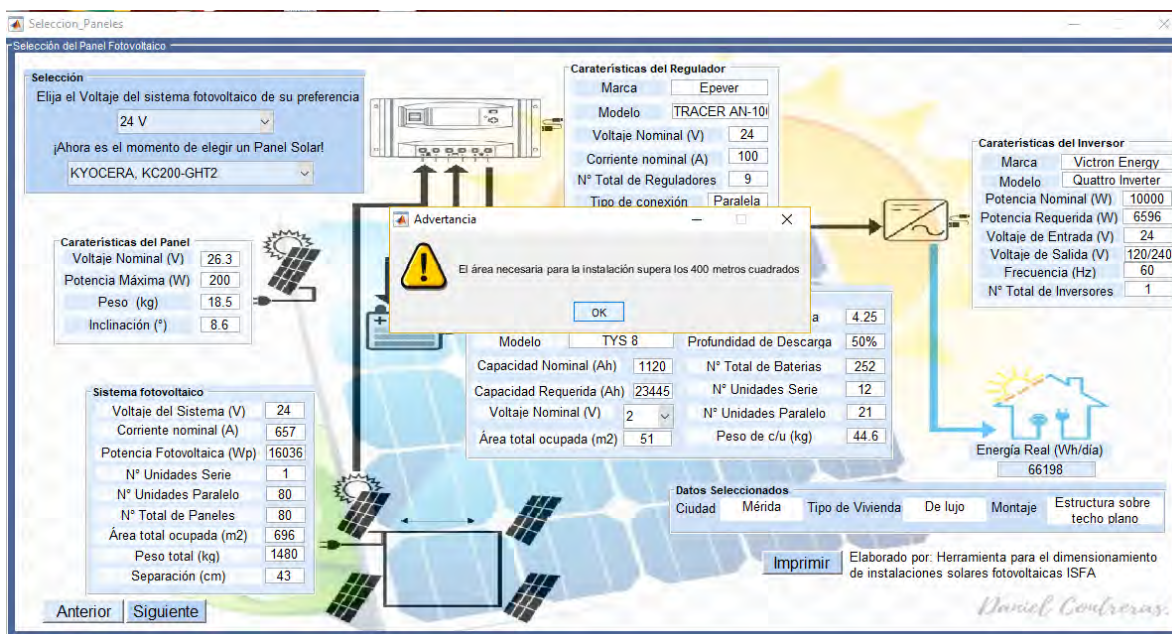 Seleccion_Paneles
Selección del Panel Fotovoltaico
Selección
Elija el Voltaje del sistema fotovoltaico de su preferencia
24 V
¡Ahora es el momento de elegir un Panel Solar!
KYOCERA, KC200-GHT2
Caraterísticas del Regulador
Marca Epever
Modelo TRACER AN-10
Voltaje Nominal (V) 24
Corriente nominal (A) 100
N° Total de Reguladores 9
Tipo de conexión Paralela
Caraterísticas del Inversor
Marca Victron Energy
Modelo Quattro Inverter
Potencia Nominal (W) 10000
Potencia Requerida (W) 6596
Voltaje de Entrada (V) 24
Voltaje de Salida (V) 120/240
Frecuencia (Hz) 60
N° Total de Inversores 1
Advertancia
El área necesaria para la instalación supera los 400 metros cuadrados
OK
Caraterísticas del Panel
Voltaje Nominal (V) 26.3
Potencia Máxima (W) 200
Peso (kg) 18.5
Inclinación (°) 8.6
4.25
Modelo TYS 8 Profundidad de Descarga 50%
Capacidad Nominal (Ah) 1120 N° Total de Baterias 252
Capacidad Requerida (Ah) 23445 N° Unidades Serie 12
Voltaje Nominal (V) 2 N° Unidades Paralelo 21
Área total ocupada (m2) 51 Peso de c/u (kg) 44.6
Sistema fotovoltaico
Voltaje del Sistema (V) 24
Corriente nominal (A) 657
Potencia Fotovoltaica (Wp) 16036
N° Unidades Serie 1
N° Unidades Paralelo 80
N° Total de Paneles 80
Área total ocupada (m2) 696
Peso total (kg) 1480
Separación (cm) 43
Energía Real (Wh/día)
66198
Datos Seleccionados
Ciudad Mérida Tipo de Vivienda De lujo Montaje Estructura sobre
techo plano
Imprimir
Elaborado por: Herramienta para el dimensionamiento
de instalaciones solares fotovoltaicas ISFA
Anterior Siguiente
Daniel Contreras.